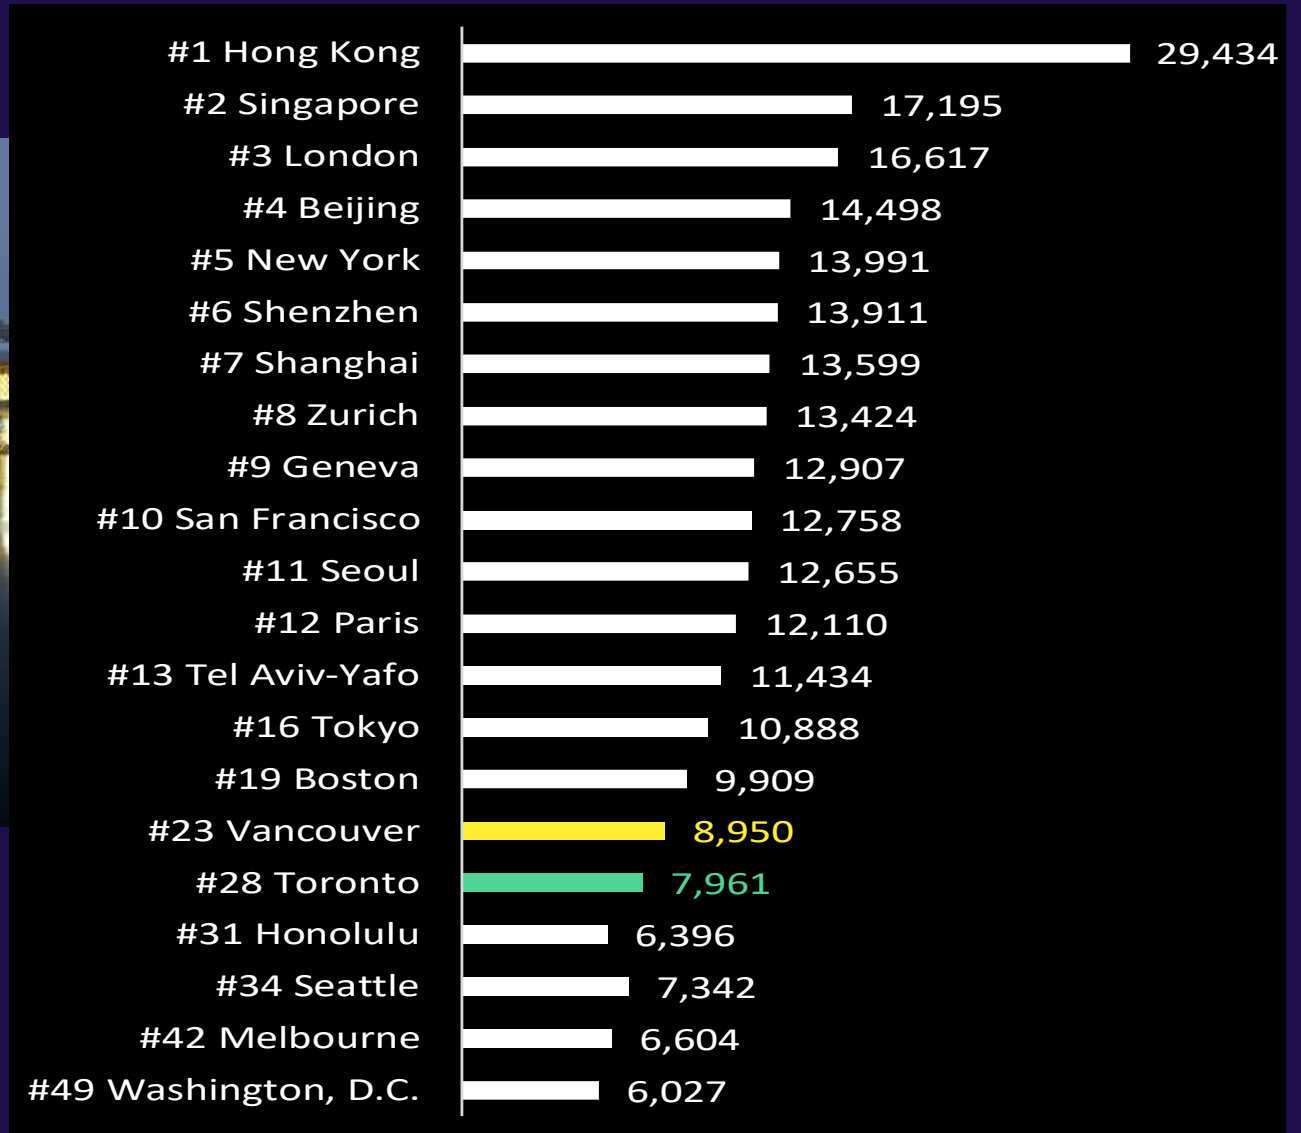 #1 Hong Kong 29,434
#2 Singapore 17,195
#3 London 16,617
#4 Beijing 14,498
#5 New York 13,991
#6 Shenzhen 13,911
#7 Shanghai 13,599
#8 Zurich 13,424
#9 Geneva 12,907
#10 San Francisco 12,758
#11 Seoul 12,655
#12 Paris 12,110
#13 Tel Aviv-Yafo 11,434
#16 Tokyo 10,888
#19 Boston 9,909
#23 Vancouver 8,950
#28 Toronto 7,961
#31 Honolulu 6,396
#34 Seattle 7,342
#42 Melbourne 6,604
#49 Washington, D.C. 6,027